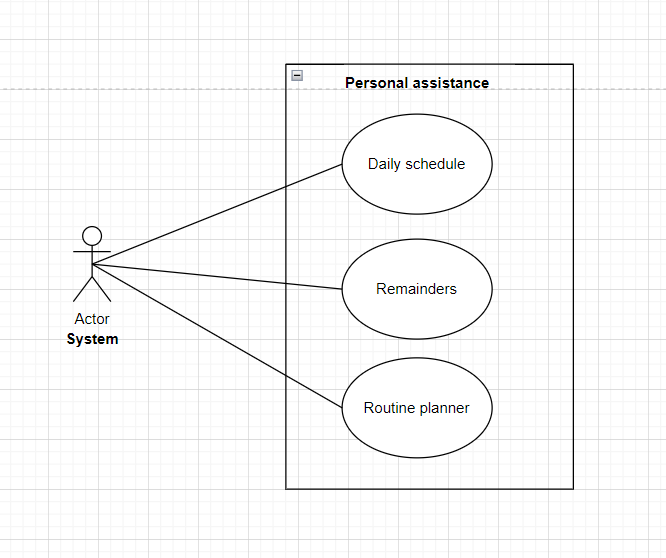 Personal assistance
Daily schedule
Remainders
Routine planner
Actor
System